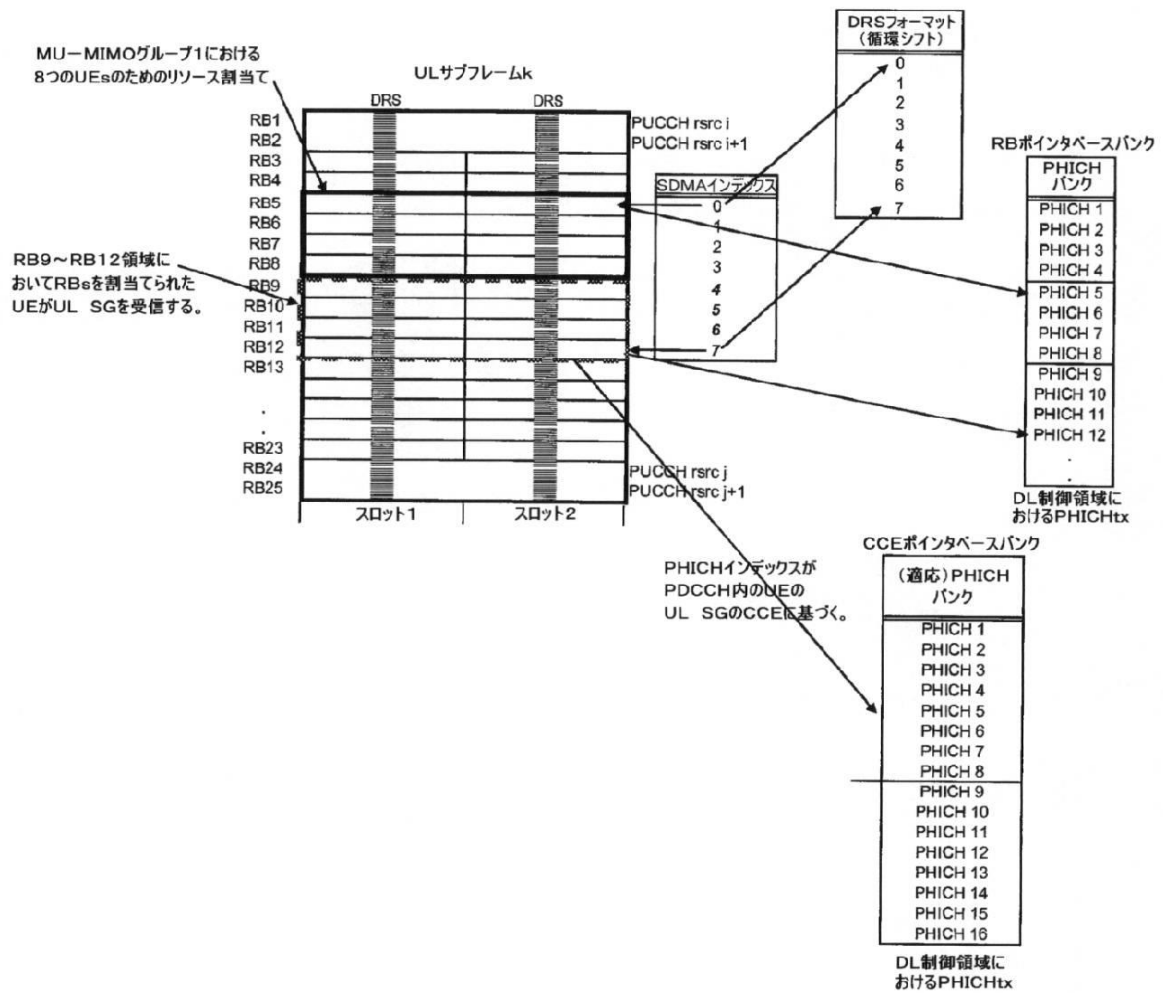 MU-MIMOグループ1における
8つのUEsのためのリソース割当て
ULサブフレームk
DRS
DRS
RB1
RB2
RB3
RB4
RB5
RB6
RB7
RB8
RB9
RB10
RB11
RB12
RB13
.
.
RB23
RB24
RB25
PUCCH rsrc i
PUCCH rsrc i+1
PUCCH rsrc j
PUCCH rsrc j+1
スロット1
スロット2
RB9～RB12領域に
おいてRBsを割当てられた
UEがUL SGを受信する。
SDMAインデックス
0
1
2
3
4
5
6
7
DRSフォーマット
（循環シフト）
0
1
2
3
4
5
6
7
RBポインタベースバンク
PHICH
バンク
PHICH 1
PHICH 2
PHICH 3
PHICH 4
PHICH 5
PHICH 6
PHICH 7
PHICH 8
PHICH 9
PHICH 10
PHICH 11
PHICH 12
.
.
DL制御領域に
おけるPHICHtx
PHICHインデックスが
PDCCH内のUEの
UL SGのCCEに基づく。
CCEポインタベースバンク
（適応）PHICH
バンク
PHICH 1
PHICH 2
PHICH 3
PHICH 4
PHICH 5
PHICH 6
PHICH 7
PHICH 8
PHICH 9
PHICH 10
PHICH 11
PHICH 12
PHICH 13
PHICH 14
PHICH 15
PHICH 16
DL制御領域に
おけるPHICHtx